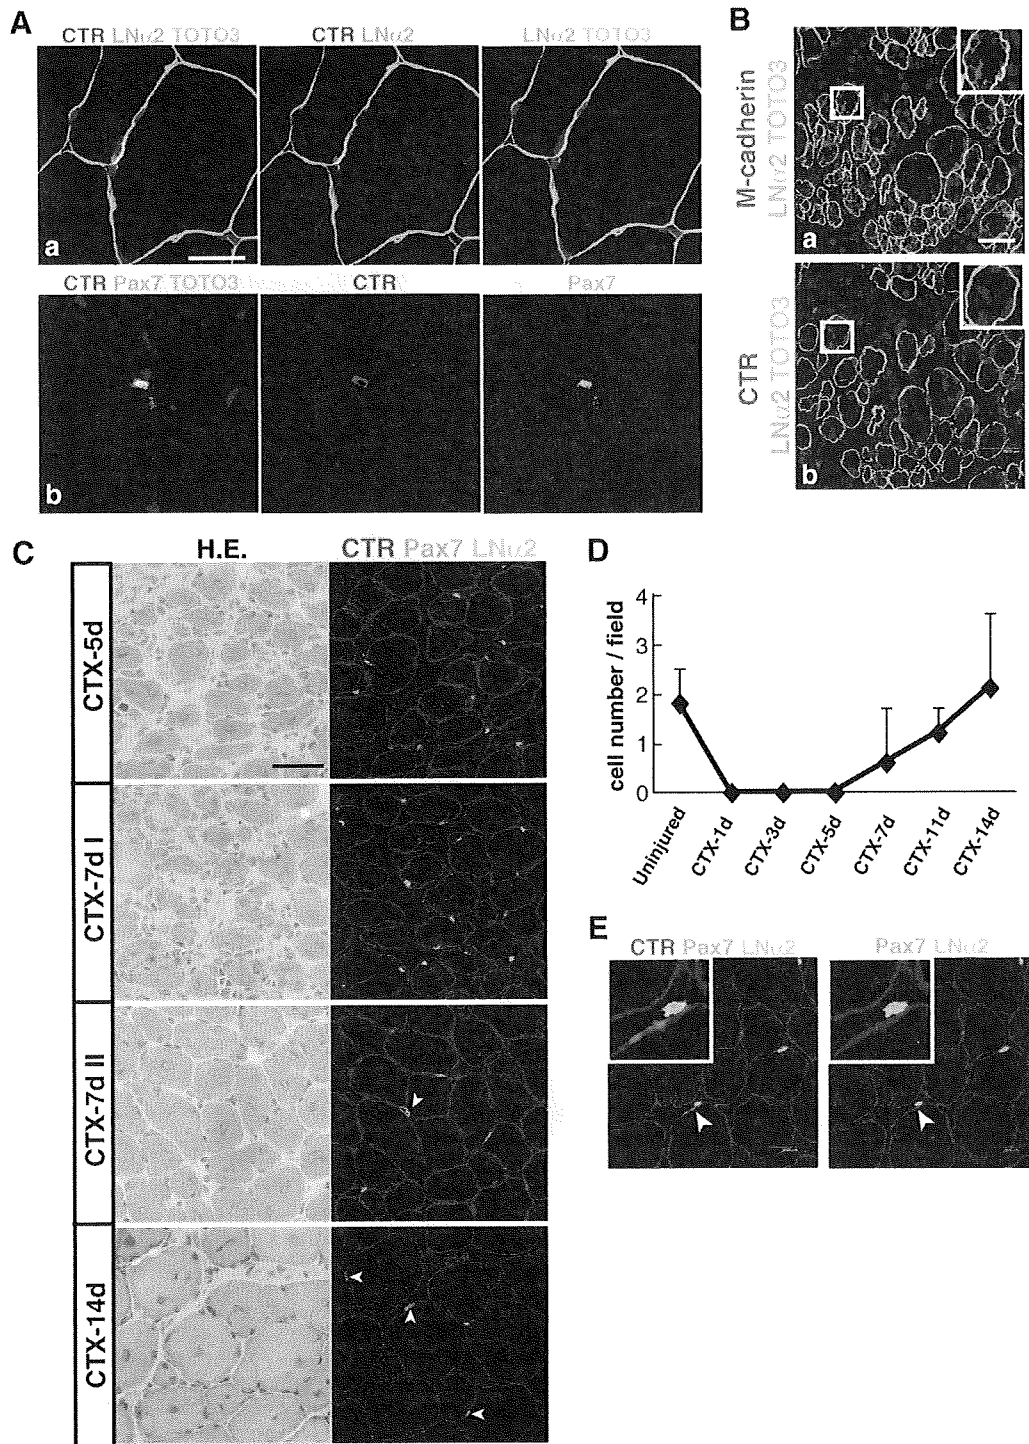 A
CTR LNα2 TOTO3
CTR LNα2
LNα2 TOTO3
a
CTR Pax7 TOTO3
CTR
Pax7
b
B
M-cadherin
LNα2 TOTO3
a
CTR
LNα2 TOTO3
b
C
H.E.
CTR Pax7 LNα2
CTX-5d
CTX-7d I
CTX-7d II
CTX-14d
D
cell number / field
4
3
2
1
0
Uninjured
CTX-1d
CTX-3d
CTX-5d
CTX-7d
CTX-11d
CTX-14d
E
CTR Pax7 LNα2
Pax7 LNα2